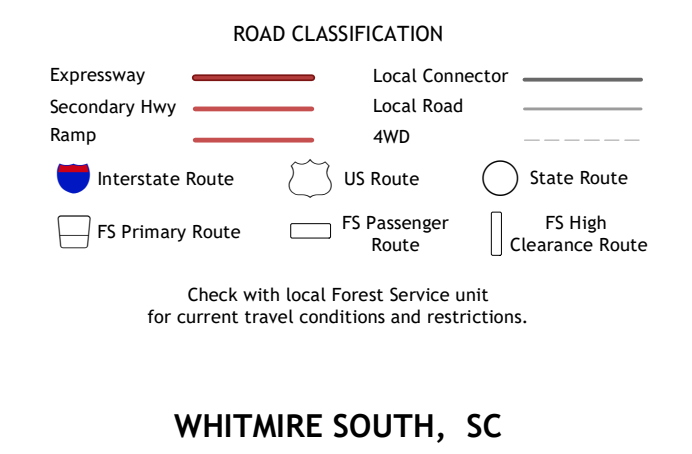 ROAD CLASSIFICATION
Expressway
Local Connector
Secondary Hwy
Local Road
Ramp
4WD
Interstate Route
US Route
State Route
FS Primary Route
FS Passenger
Route
FS High
Clearance Route
Check with local Forest Service unit
for current travel conditions and restrictions.
WHITMIRE SOUTH, SC